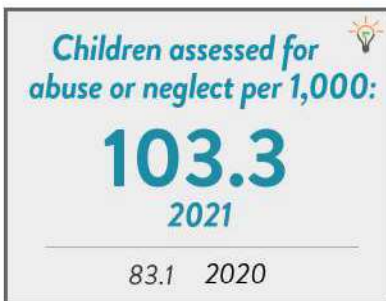 Children assessed for
abuse or neglect per 1,000:
103.3
2021
83.1 2020